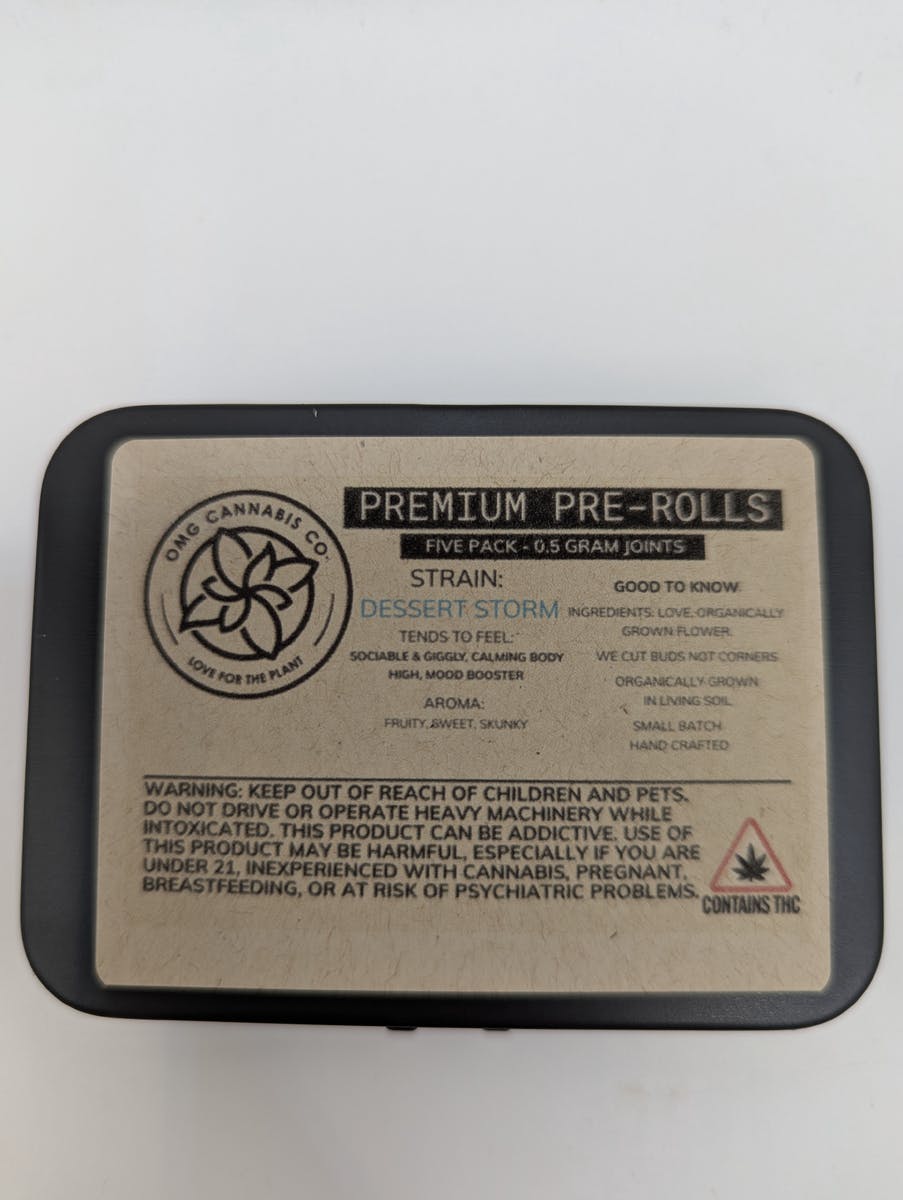 OMG CANNABIS CO.
LOVE FOR THE PLANT
PREMIUM PRE-ROLLS
FIVE PACK - 0.5 GRAM JOINTS
STRAIN:
DESSERT STORM
TENDS TO FEEL:
SOCIABLE & GIGGLY, CALMING BODY
HIGH, MOOD BOOSTER
AROMA:
FRUITY, SWEET, SKUNKY
GOOD TO KNOW
INGREDIENTS: LOVE, ORGANICALLY
GROWN FLOWER.
WE CUT BUDS NOT CORNERS
ORGANICALLY GROWN
IN LIVING SOIL
SMALL BATCH
HAND CRAFTED
WARNING: KEEP OUT OF REACH OF CHILDREN AND PETS.
DO NOT DRIVE OR OPERATE HEAVY MACHINERY WHILE
INTOXICATED. THIS PRODUCT CAN BE ADDICTIVE. USE OF
THIS PRODUCT MAY BE HARMFUL, ESPECIALLY IF YOU ARE
UNDER 21, INEXPERIENCED WITH CANNABIS, PREGNANT,
BREASTFEEDING, OR AT RISK OF PSYCHIATRIC PROBLEMS.
CONTAINS THC